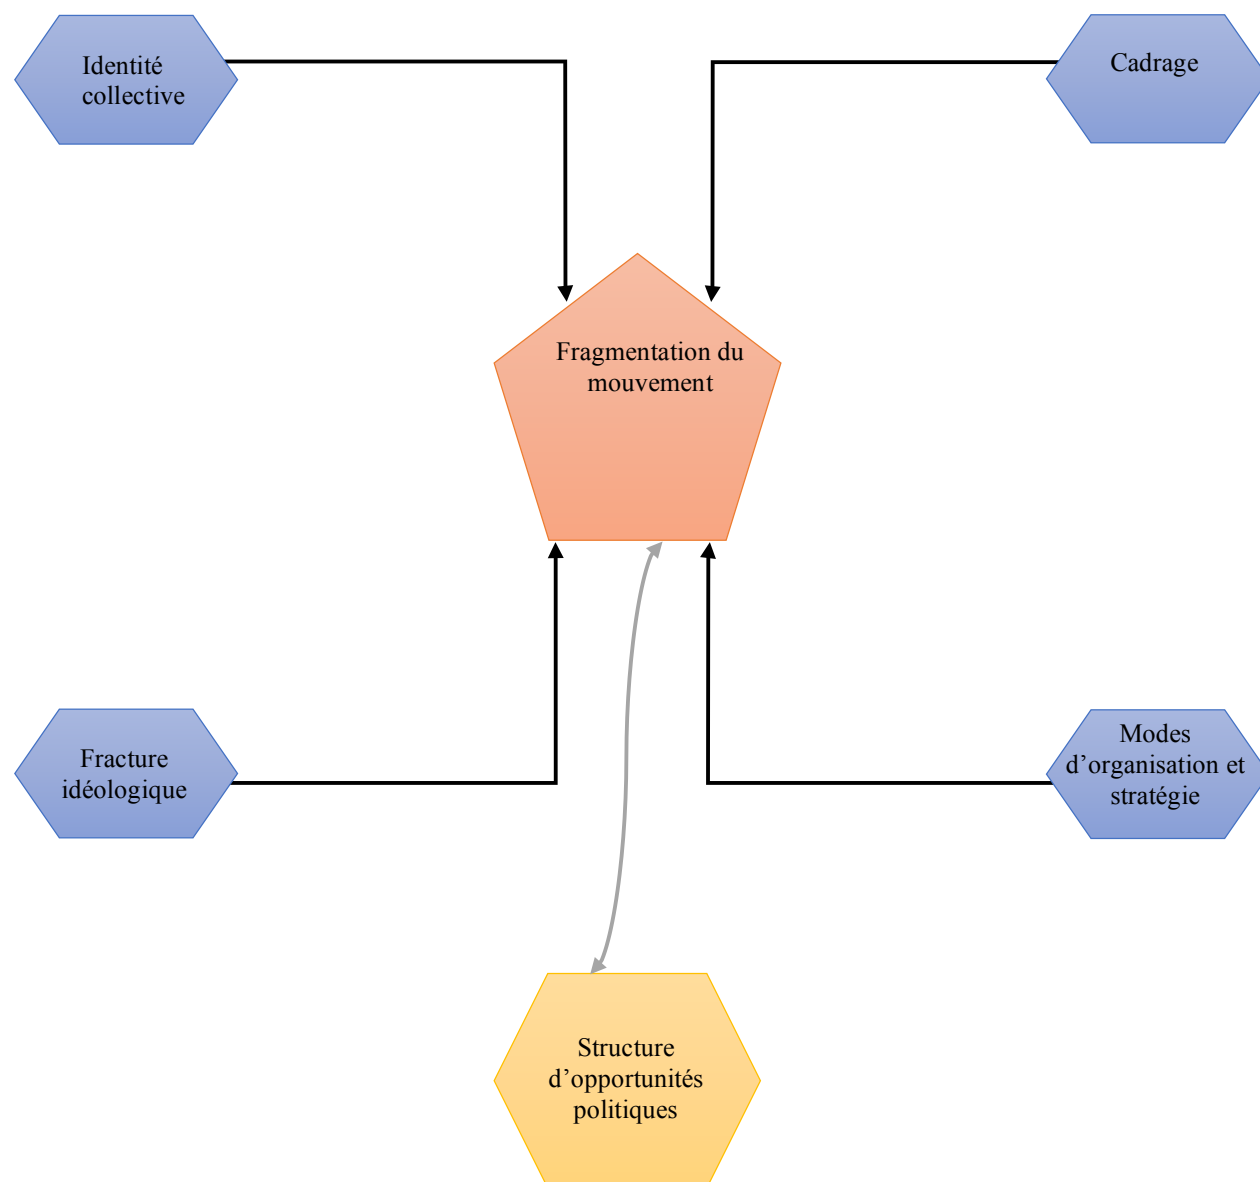 Identité
collective
Cadrage
Fragmentation du
mouvement
Fracture
idéologique
Modes
d’organisation et
stratégie
Structure
d’opportunités
politiques